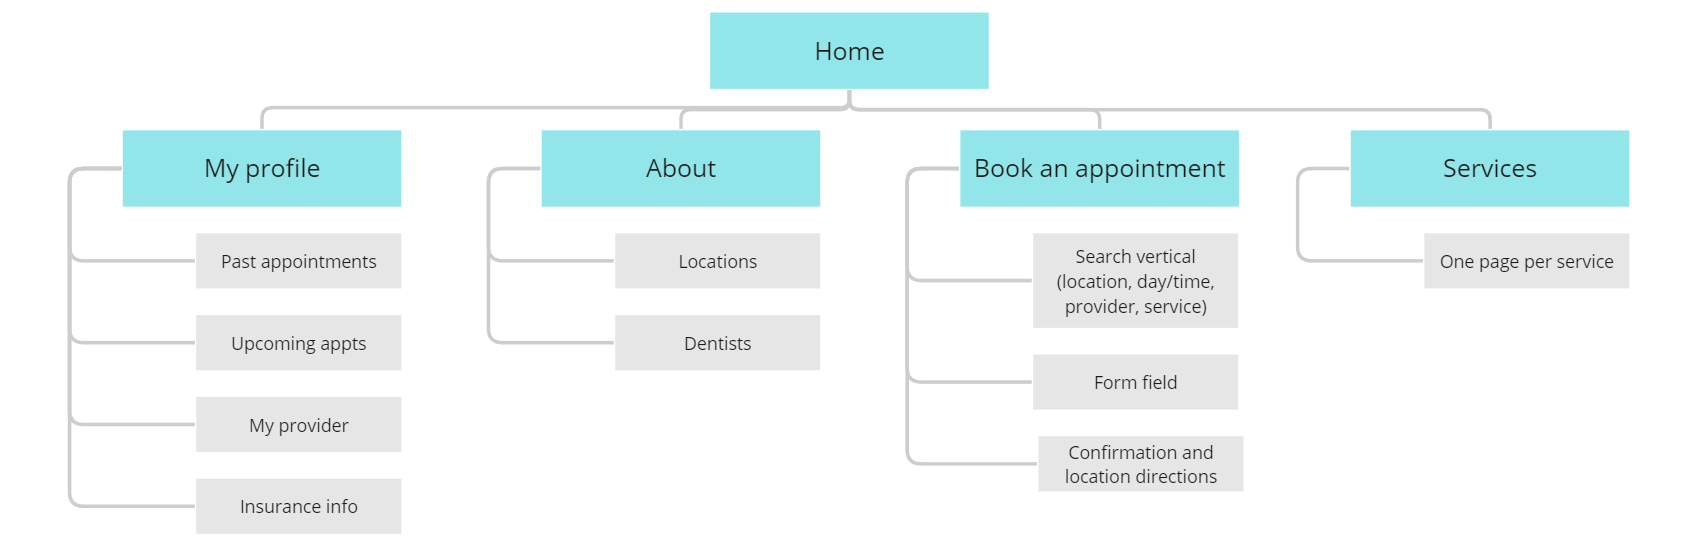 Home
My profile
About
Book an appointment
Services
Past appointments
Upcoming appts
My provider
Insurance info
Locations
Dentists
Search vertical
(location, day/time,
provider, service)
Form field
Confirmation and
location directions
One page per service